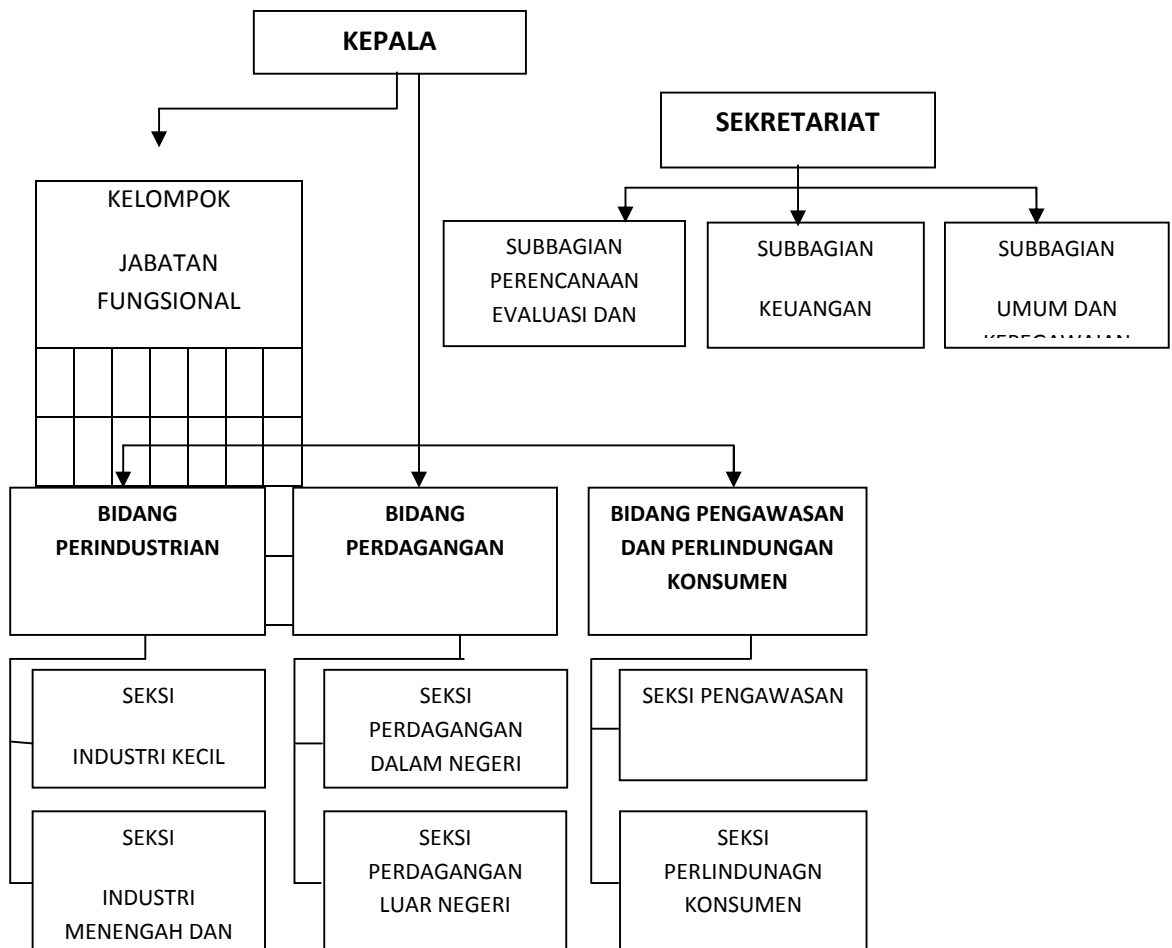 KEPALA
SEKRETARIAT
KELOMPOK
JABATAN
FUNGSIONAL
SUBBAGIAN
PERENCANAAN
EVALUASI DAN
SUBBAGIAN
KEUANGAN
SUBBAGIAN
UMUM DAN
KEPEGAWAIAN
BIDANG
PERINDUSTRIAN
BIDANG
PERDAGANGAN
BIDANG PENGAWASAN
DAN PERLINDUNGAN
KONSUMEN
SEKSI
INDUSTRI KECIL
SEKSI
PERDAGANGAN
DALAM NEGERI
SEKSI PENGAWASAN
SEKSI
INDUSTRI
MENENGAH DAN
SEKSI
PERDAGANGAN
LUAR NEGERI
SEKSI
PERLINDUNAGN
KONSUMEN